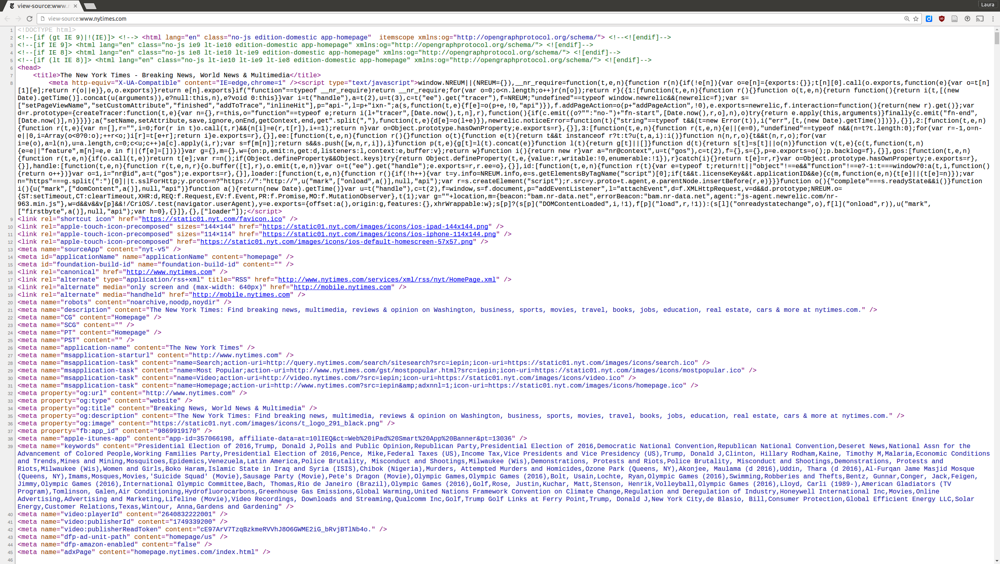 view-source:www.n
Laura
view-source:www.nytimes.com
1 <!DOCTYPE html>
2 <!--[if (gt IE 9)|!(IE)]> <!--> <html lang="en" class="no-js edition-domestic app-homepage"  itemscope xmlns:og="http://opengraphprotocol.org/schema/"> <!--<![endif]-->
3 <!--[if IE 9]> <html lang="en" class="no-js ie9 lt-ie10 edition-domestic app-homepage" xmlns:og="http://opengraphprotocol.org/schema/"> <![endif]-->
4 <!--[if IE 8]> <html lang="en" class="no-js ie8 lt-ie10 lt-ie9 edition-domestic app-homepage" xmlns:og="http://opengraphprotocol.org/schema/"> <![endif]-->
5 <!--[if (lt IE 8)]> <html lang="en" class="no-js lt-ie10 lt-ie9 lt-ie8 edition-domestic app-homepage" xmlns:og="http://opengraphprotocol.org/schema/"> <![endif]-->
6 <head>
7     <title>The New York Times - Breaking News, World News & Multimedia</title>
8         <meta http-equiv="X-UA-Compatible" content="IE=edge,chrome=1" /><script type="text/javascript">window.NREUM||(NREUM={}),__nr_require=function(t,e,n){function r(n){if(!e[n]){var o=e[n]={exports:{}};t[n][0].call(o.exports,function(e){var o=t[n]
[1][e];return r(o||e)},o,o.exports)}return e[n].exports}if("function"==typeof __nr_require)return __nr_require;for(var o=0;o<n.length;o++)r(n[o]);return r}({1:[function(t,e,n){function r(){}function o(t,e,n){return function(){return i(t,[(new
Date).getTime()].concat(u(arguments)),e?null:this,n),e?void 0:this}}var i=t("handle"),a=t(2),u=t(3),c=t("ee").get("tracer"),f=NREUM;"undefined"==typeof window.newrelic&&(newrelic=f);var s=
["setPageViewName","setCustomAttribute","finished","addToTrace","inlineHit"],p="api-",l=p+"ixn-";a(s,function(t,e){f[e]=o(p+e,!0,"api")}),f.addPageAction=o(p+"addPageAction",!0),e.exports=newrelic,f.interaction=function(){return(new r).get()};var
d=r.prototype={createTracer:function(t,e){var n={},r=this,o="function"==typeof e;return i(l+"tracer",[Date.now(),t,n],r),function(){if(c.emit((o?"":"no-")+"fn-start",[Date.now(),r,o],n),o)try{return e.apply(this,arguments)}finally{c.emit("fn-end",
[Date.now()],n)}}}};a("setName,setAttribute,save,ignore,onEnd,getContext,end,get".split(","),function(t,e){d[e]=o(l+e)}),newrelic.noticeError=function(t){"string"==typeof t&&(t=new Error(t)),i("err",[t,(new Date).getTime()])}},{}],2:[function(t,e,n)
{function r(t,e){var n=[],r="",i=0;for(r in t)o.call(t,r)&&(n[i]=e(r,t[r]),i+=1);return n}var o=Object.prototype.hasOwnProperty;e.exports=r},{}],3:[function(t,e,n){function r(t,e,n){e||(e=0),"undefined"==typeof n&&(n=t?t.length:0);for(var r=-1,o=n-
e||0,i=Array(o<0?0:o);++r<o;)i[r]=t[e+r];return i}e.exports=r},{}],ee:[function(t,e,n){function r(){}function o(t){function e(t){return t&&t instanceof r?t:t?u(t,a,i):i()}function n(n,r,o){t&&t(n,r,o);for(var
i=e(o),a=l(n),u=a.length,c=0;c<u;c++)a[c].apply(i,r);var s=f[m[n]];return s&&s.push([w,n,r,i]),i}function p(t,e){g[t]=l(t).concat(e)}function l(t){return g[t]||[]}function d(t){return s[t]=s[t]||o(n)}function v(t,e){c(t,function(t,n)
{e=e||"feature",m[n]=e,e in f||(f[e]=[])})}var g={},m={},w={on:p,emit:n,get:d,listeners:l,context:e,buffer:v};return w}function i(){return new r}var a="nr@context",u=t("gos"),c=t(2),f={},s={},p=e.exports=o();p.backlog=f},{}],gos:[function(t,e,n)
{function r(t,e,n){if(o.call(t,e))return t[e];var r=n();if(Object.defineProperty&&Object.keys)try{return Object.defineProperty(t,e,{value:r,writable:!0,enumerable:!1}),r}catch(i){}return t[e]=r,r}var o=Object.prototype.hasOwnProperty;e.exports=r},
{}],handle:[function(t,e,n){function r(t,e,n,r){o.buffer([t],r),o.emit(t,e,n)}var o=t("ee").get("handle");e.exports=r,r.ee=o},{}],id:[function(t,e,n){function r(t){var e=typeof t;return!t||"object"!==e&&"function"!==e?-1:t===window?0:a(t,i,function()
{return o++})}var o=1,i="nr@id",a=t("gos");e.exports=r},{}],loader:[function(t,e,n){function r(){if(!h++){var t=y.info=NREUM.info,e=s.getElementsByTagName("script")[0];if(t&&t.licenseKey&&t.applicationID&&e){c(m,function(e,n){t[e]||(t[e]=n)});var
n="https"===g.split(":")[0]||t.sslForHttp;y.proto=n?"https://":"http://",u("mark",["onload",a()],null,"api");var r=s.createElement("script");r.src=y.proto+t.agent,e.parentNode.insertBefore(r,e)}}}function o(){"complete"===s.readyState&&i()}function
i(){u("mark",["domContent",a()],null,"api")}function a(){return(new Date).getTime()}var u=t("handle"),c=t(2),f=window,s=f.document,p="addEventListener",l="attachEvent",d=f.XMLHttpRequest,v=d&&d.prototype;NREUM.o=
{ST:setTimeout,CT:clearTimeout,XHR:d,REQ:f.Request,EV:f.Event,PR:f.Promise,MO:f.MutationObserver},t(1);var g=""+location,m={beacon:"bam.nr-data.net",errorBeacon:"bam.nr-data.net",agent:"js-agent.newrelic.com/nr-
963.min.js"},w=d&&v&&v[p]&&!/CriOS/.test(navigator.userAgent),y=e.exports={offset:a(),origin:g,features:{},xhrWrappable:w};s[p]?(s[p]("DOMContentLoaded",i,!1),f[p]("load",r,!1)):(s[l]("onreadystatechange",o),f[l]("onload",r)),u("mark",
["firstbyte",a()],null,"api");var h=0},{}]},{},["loader"]);</script>
9 <link rel="shortcut icon" href="https://static01.nyt.com/favicon.ico" />
10 <link rel="apple-touch-icon-precomposed" sizes="144×144" href="https://static01.nyt.com/images/icons/ios-ipad-144x144.png" />
11 <link rel="apple-touch-icon-precomposed" sizes="114×114" href="https://static01.nyt.com/images/icons/ios-iphone-114x144.png" />
12 <link rel="apple-touch-icon-precomposed" href="https://static01.nyt.com/images/icons/ios-default-homescreen-57x57.png" />
13 <meta name="sourceApp" content="nyt-v5" />
14 <meta id="applicationName" name="applicationName" content="homepage" />
15 <meta id="foundation-build-id" name="foundation-build-id" content="" />
16 <link rel="canonical" href="http://www.nytimes.com" />
17 <link rel="alternate" type="application/rss+xml" title="RSS" href="http://www.nytimes.com/services/xml/rss/nyt/HomePage.xml" />
18 <link rel="alternate" media="only screen and (max-width: 640px)" href="http://mobile.nytimes.com" />
19 <link rel="alternate" media="handheld" href="http://mobile.nytimes.com" />
20 <meta name="robots" content="noarchive,noodp,noydir" />
21 <meta name="description" content="The New York Times: Find breaking news, multimedia, reviews & opinion on Washington, business, sports, movies, travel, books, jobs, education, real estate, cars & more at nytimes.com." />
22 <meta name="CG" content="Homepage" />
23 <meta name="SCG" content="" />
24 <meta name="PT" content="Homepage" />
25 <meta name="PST" content="" />
26 <meta name="application-name" content="The New York Times" />
27 <meta name="msapplication-starturl" content="http://www.nytimes.com" />
28 <meta name="msapplication-task" content="name=Search;action-uri=http://query.nytimes.com/search/sitesearch?src=iepin;icon-uri=https://static01.nyt.com/images/icons/search.ico" />
29 <meta name="msapplication-task" content="name=Most Popular;action-uri=http://www.nytimes.com/gst/mostpopular.html?src=iepin;icon-uri=https://static01.nyt.com/images/icons/mostpopular.ico" />
30 <meta name="msapplication-task" content="name=Video;action-uri=http://video.nytimes.com/?src=iepin;icon-uri=https://static01.nyt.com/images/icons/video.ico" />
31 <meta name="msapplication-task" content="name=Homepage;action-uri=http://www.nytimes.com?src=iepin&amp;adxnnl=1;icon-uri=https://static01.nyt.com/images/icons/homepage.ico" />
32 <meta property="og:url" content="http://www.nytimes.com" />
33 <meta property="og:type" content="website" />
34 <meta property="og:title" content="Breaking News, World News & Multimedia" />
35 <meta property="og:description" content="The New York Times: Find breaking news, multimedia, reviews & opinion on Washington, business, sports, movies, travel, books, jobs, education, real estate, cars & more at nytimes.com." />
36 <meta property="og:image" content="https://static01.nyt.com/images/icons/t_logo_291_black.png" />
37 <meta property="fb:app_id" content="9869919170" />
38 <meta name="apple-itunes-app" content="app-id=357066198, affiliate-data=at=10lIEQ&ct=Web%20iPad%20Smart%20App%20Banner&pt=13036" />
39 <meta name="keywords" content="Presidential Election of 2016,Trump, Donald J,Polls and Public Opinion,Republican Party,Presidential Election of 2016,Democratic National Convention,Republican National Convention,Deseret News,National Assn for the
Advancement of Colored People,Working Families Party,Presidential Election of 2016,Pence, Mike,Federal Taxes (US),Income Tax,Vice Presidents and Vice Presidency (US),Trump, Donald J,Clinton, Hillary Rodham,Kaine, Timothy M,Malaria,Economic Conditions
and Trends,Mines and Mining,Mosquitoes,Epidemics,Venezuela,Latin America,Police Brutality, Misconduct and Shootings,Milwaukee (Wis),Demonstrations, Protests and Riots,Police Brutality, Misconduct and Shootings,Demonstrations, Protests and
Riots,Milwaukee (Wis),Women and Girls,Boko Haram,Islamic State in Iraq and Syria (ISIS),Chibok (Nigeria),Murders, Attempted Murders and Homicides,Ozone Park (Queens, NY),Akonjee, Maulama (d 2016),Uddin, Thara (d 2016),Al-Furqan Jame Masjid Mosque
(Queens, NY),Imams,Mosques,Movies,'Suicide Squad' (Movie),Sausage Party (Movie),Pete's Dragon (Movie),Olympic Games,Olympic Games (2016),Bolt, Usain,Lochte, Ryan,Olympic Games (2016),Swimming,Robberies and Thefts,Bentz, Gunnar,Conger, Jack,Feigen,
Jimmy,Olympic Games (2016),International Olympic Committee,Bach, Thomas,Rio de Janeiro (Brazil),Olympic Games (2016),Golf,Rose, Justin,Kuchar, Matt,Stenson, Henrik,Volleyball,Olympic Games (2016),Lloyd, Carli (1989-),American Gladiators (TV
Program),Tomlinson, Galen,Air Conditioning,Hydrofluorocarbons,Greenhouse Gas Emissions,Global Warming,United Nations Framework Convention on Climate Change,Regulation and Deregulation of Industry,Honeywell International Inc,Movies,Online
Advertising,Advertising and Marketing,Lifeline (Movie),Video Recordings, Downloads and Streaming,Qualcomm Inc,Golf,Trump Golf Links at Ferry Point,Trump, Donald J,New York City,de Blasio, Bill,Consumer Protection,Global Efficient Energy LLC,Solar
Energy,Customer Relations,Texas,Wintour, Anna,Gardens and Gardening" />
40 <meta name="video:playerId" content="2640832222001" />
41 <meta name="video:publisherId" content="1749339200" />
42 <meta name="video:publisherReadToken" content="cE97ArV7TzqBzkmeRVVhJ8O6GWME2iG_bRvjBTlNb4o." />
43 <meta name="dfp-ad-unit-path" content="homepage/us" />
44 <meta name="dfp-amazon-enabled" content="false" />
45 <meta name="adxPage" content="homepage.nytimes.com/index.html" />
46